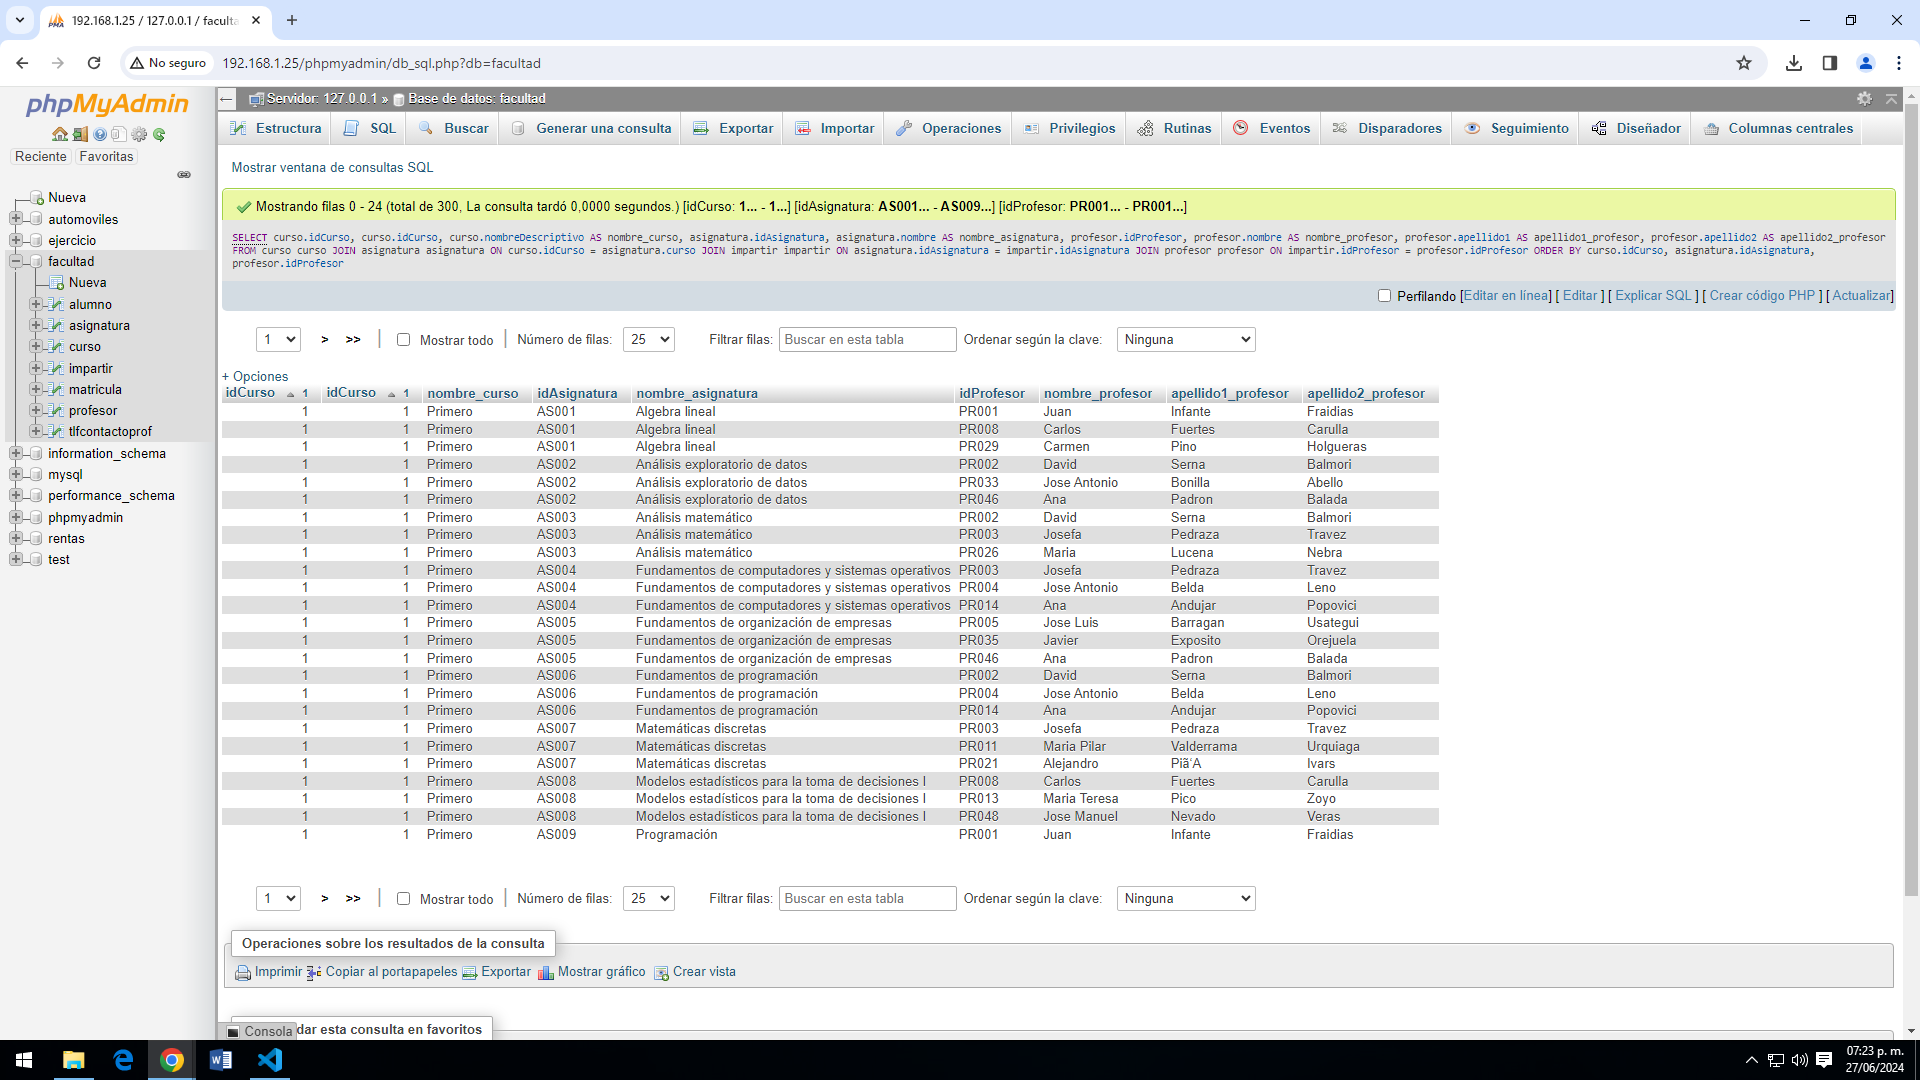 192.168.1.25 / 127.0.0.1 / faculta
No seguro 192.168.1.25/phpmyadmin/db_sql.php?db=facultad
phpMyAdmin
Reciente Favoritas
Nueva
automoviles
ejercicio
facultad
Nueva
alumno
asignatura
curso
impartir
matricula
profesor
tlfcontactoprof
information_schema
mysql
performance_schema
phpmyadmin
rentas
test
Servidor: 127.0.0.1 » Base de datos: facultad
Estructura SQL Buscar Generar una consulta Exportar Importar Operaciones Privilegios Rutinas Eventos Disparadores Seguimiento Diseñador Columnas centrales
Mostrar ventana de consultas SQL
Mostrando filas 0 - 24 (total de 300, La consulta tardó 0,0000 segundos.) [idCurso: 1... - 1...] [idAsignatura: AS001... - AS009...] [idProfesor: PR001... - PR001...]
SELECT curso.idCurso, curso.idCurso, curso.nombreDescriptivo AS nombre_curso, asignatura.idAsignatura, asignatura.nombre AS nombre_asignatura, profesor.idProfesor, profesor.nombre AS nombre_profesor, profesor.apellido1 AS apellido1_profesor, profesor.apellido2 AS apellido2_profesor
FROM curso curso JOIN asignatura asignatura ON curso.idCurso = asignatura.curso JOIN impartir impartir ON asignatura.idAsignatura = impartir.idAsignatura JOIN profesor profesor ON impartir.idProfesor = profesor.idProfesor ORDER BY curso.idCurso, asignatura.idAsignatura,
profesor.idProfesor
Perfilando [Editar en línea] [ Editar ] [ Explicar SQL ] [ Crear código PHP ] [ Actualizar]
1 > >> | Mostrar todo | Número de filas: 25 Filtrar filas: Buscar en esta tabla Ordenar según la clave: Ninguna
+ Opciones
idCurso 1 idCurso 1 nombre_curso idAsignatura nombre_asignatura idProfesor nombre_profesor apellido1_profesor apellido2_profesor
1 1 Primero AS001 Algebra lineal PR001 Juan Infante Fraidias
1 1 Primero AS001 Algebra lineal PR008 Carlos Fuertes Carulla
1 1 Primero AS001 Algebra lineal PR029 Carmen Pino Holgueras
1 1 Primero AS002 Análisis exploratorio de datos PR002 David Serna Balmori
1 1 Primero AS002 Análisis exploratorio de datos PR033 Jose Antonio Bonilla Abello
1 1 Primero AS002 Análisis exploratorio de datos PR046 Ana Padron Balada
1 1 Primero AS003 Análisis matemático PR002 David Serna Balmori
1 1 Primero AS003 Análisis matemático PR003 Josefa Pedraza Travez
1 1 Primero AS003 Análisis matemático PR026 Maria Lucena Nebra
1 1 Primero AS004 Fundamentos de computadores y sistemas operativos PR003 Josefa Pedraza Travez
1 1 Primero AS004 Fundamentos de computadores y sistemas operativos PR004 Jose Antonio Belda Leno
1 1 Primero AS004 Fundamentos de computadores y sistemas operativos PR014 Ana Andujar Popovici
1 1 Primero AS005 Fundamentos de organización de empresas PR005 Jose Luis Barragan Usategui
1 1 Primero AS005 Fundamentos de organización de empresas PR035 Javier Exposito Orejuela
1 1 Primero AS005 Fundamentos de organización de empresas PR046 Ana Padron Balada
1 1 Primero AS006 Fundamentos de programación PR002 David Serna Balmori
1 1 Primero AS006 Fundamentos de programación PR004 Jose Antonio Belda Leno
1 1 Primero AS006 Fundamentos de programación PR014 Ana Andujar Popovici
1 1 Primero AS007 Matemáticas discretas PR003 Josefa Pedraza Travez
1 1 Primero AS007 Matemáticas discretas PR011 Maria Pilar Valderrama Urquiaga
1 1 Primero AS007 Matemáticas discretas PR021 Alejandro Piã‘A Ivars
1 1 Primero AS008 Modelos estadísticos para la toma de decisiones I PR008 Carlos Fuertes Carulla
1 1 Primero AS008 Modelos estadísticos para la toma de decisiones I PR013 Maria Teresa Pico Zoyo
1 1 Primero AS008 Modelos estadísticos para la toma de decisiones I PR048 Jose Manuel Nevado Veras
1 1 Primero AS009 Programación PR001 Juan Infante Fraidias
1 > >> | Mostrar todo | Número de filas: 25 Filtrar filas: Buscar en esta tabla Ordenar según la clave: Ninguna
Operaciones sobre los resultados de la consulta
Imprimir Copiar al portapapeles Exportar Mostrar gráfico Crear vista
Consola dar esta consulta en favoritos
07:23 p. m.
27/06/2024